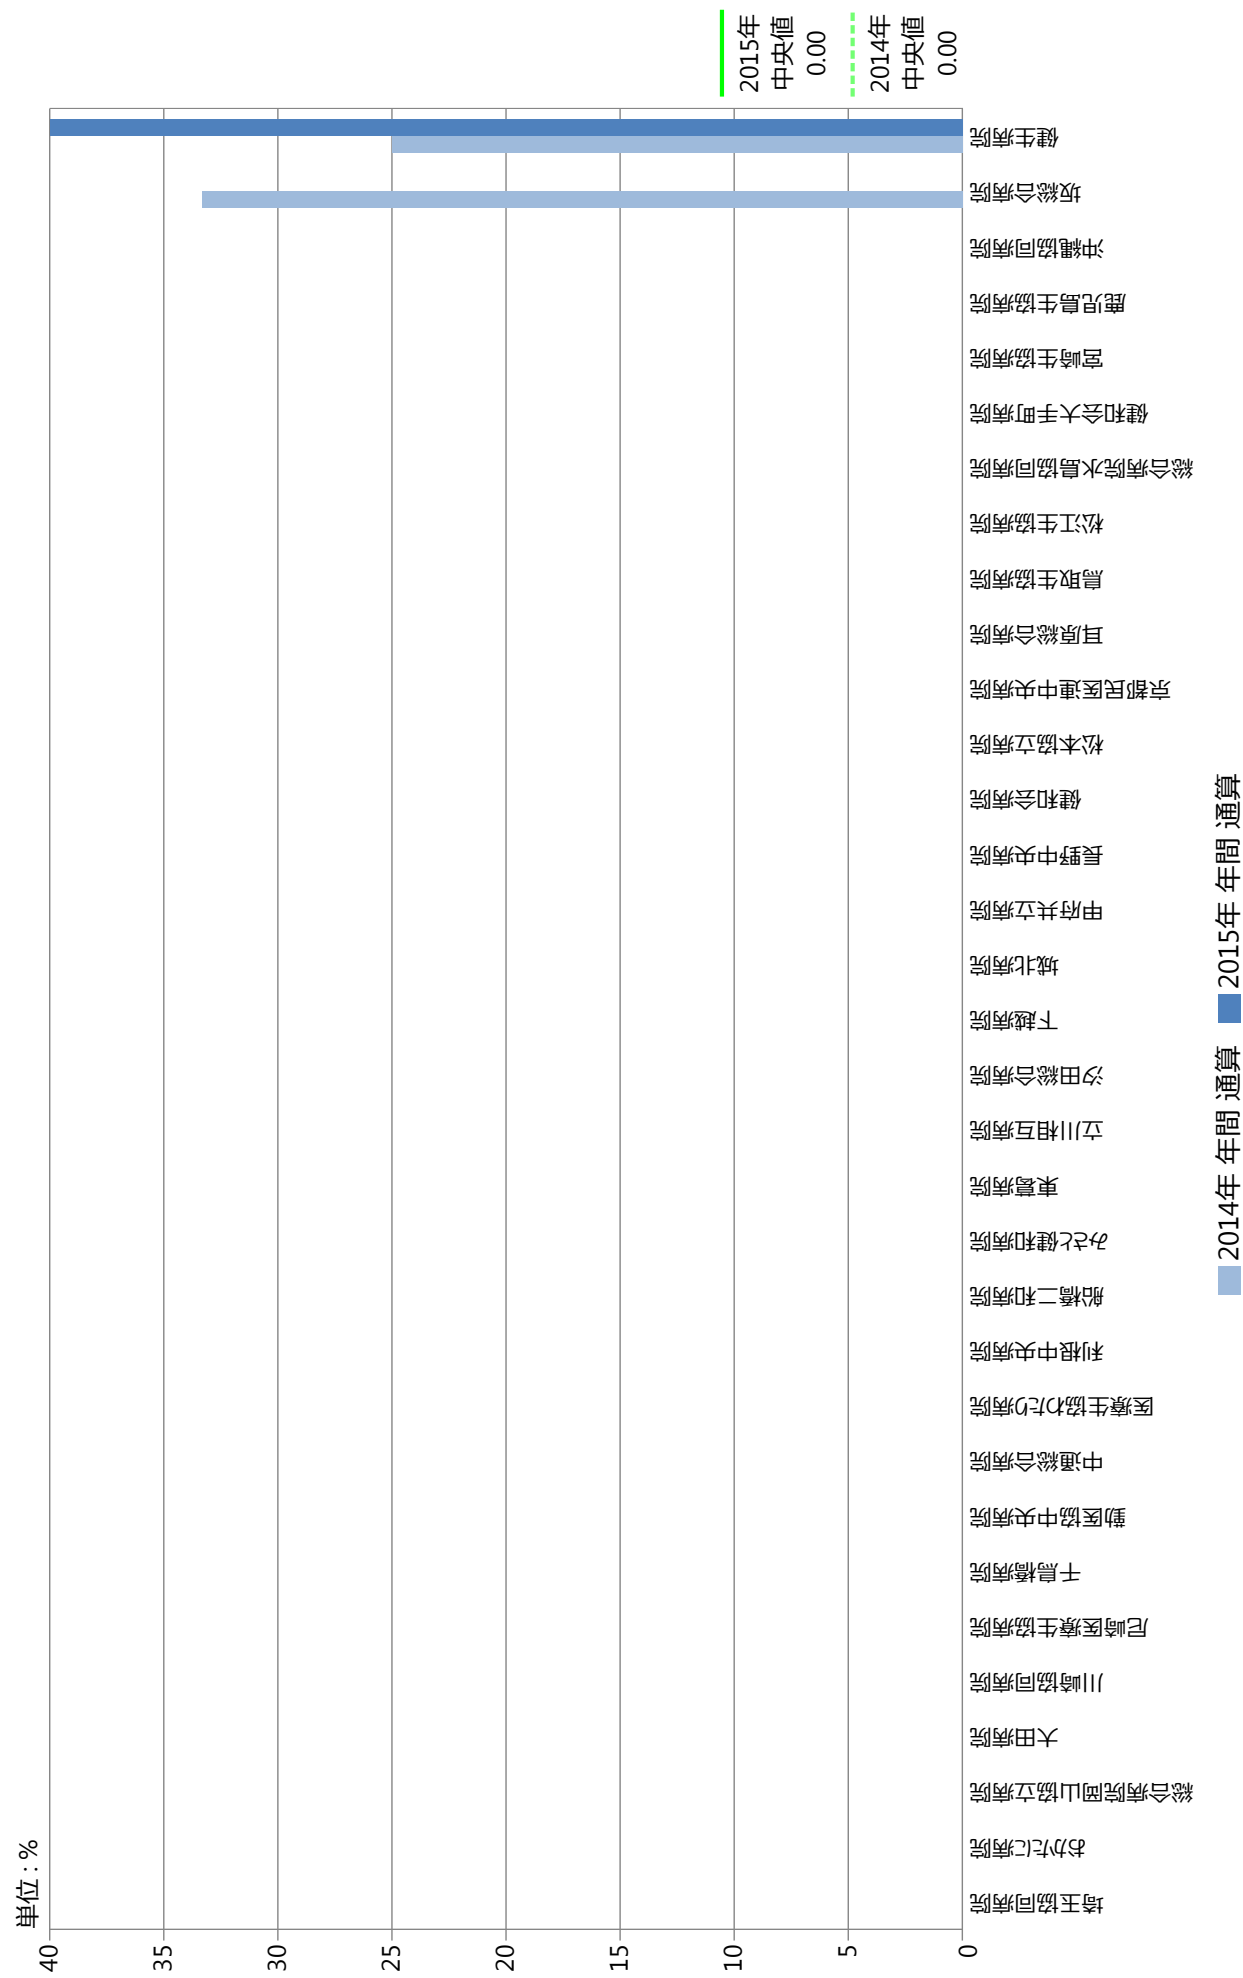 単位：%
40
35
30
25
20
15
10
5
0
2015年
中央値
0.00
2014年
中央値
0.00
健生病院
坂総合病院
沖縄協同病院
鹿児島生協病院
宮崎生協病院
健和会大手町病院
総合病院水島協同病院
松江生協病院
鳥取生協病院
耳原総合病院
京都民医連中央病院
松本協立病院
健和会病院
長野中央病院
甲府共立病院
城北病院
下越病院
汐田総合病院
立川相互病院
東葛病院
みさと健和病院
船橋二和病院
利根中央病院
医療生協わたり病院
中通総合病院
勤医協中央病院
千鳥橋病院
尼崎医療生協病院
川崎協同病院
大田病院
総合病院岡山協立病院
おかたに病院
埼玉協同病院
2014年 年間 通算
2015年 年間 通算